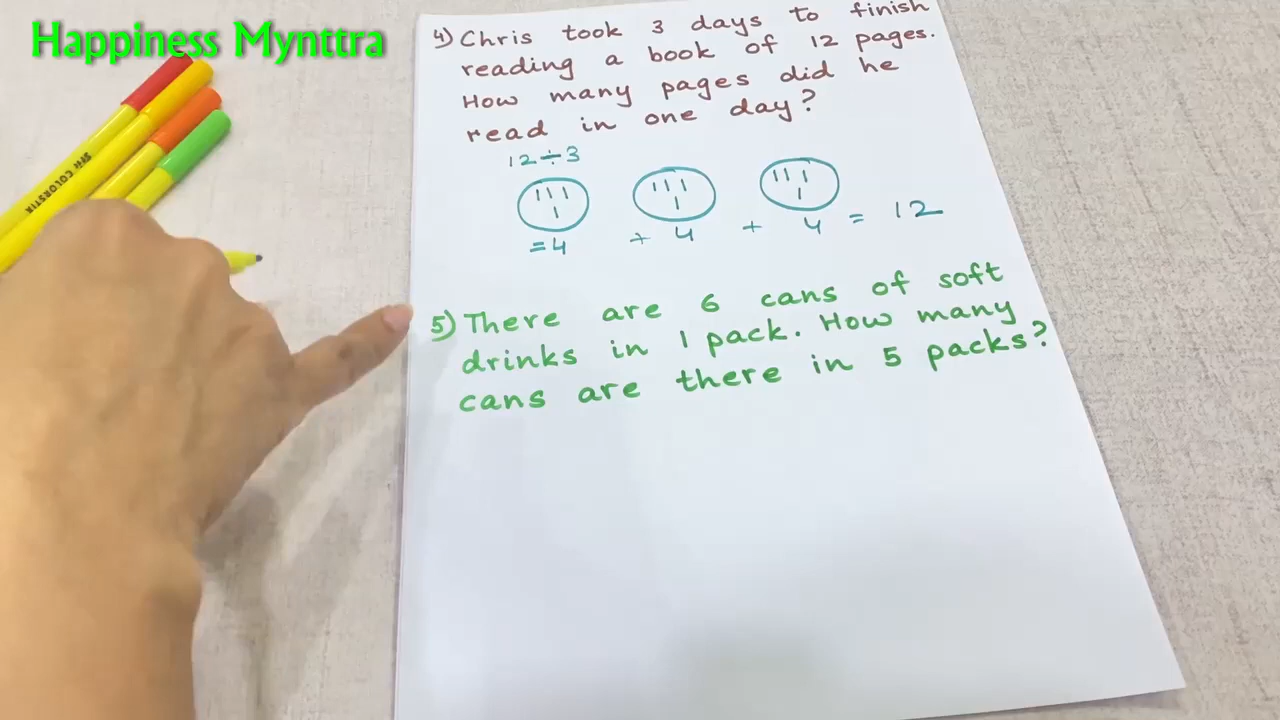 Happiness Mynttra
4) Chris took 3 days to finish
reading a book of 12 pages.
How many pages did he
read in one day?
12 ÷ 3
= 4 + 4 + 4 = 12
5) There are 6 cans of soft
drinks in 1 pack. How many
cans are there in 5 packs?
COLORSTIX